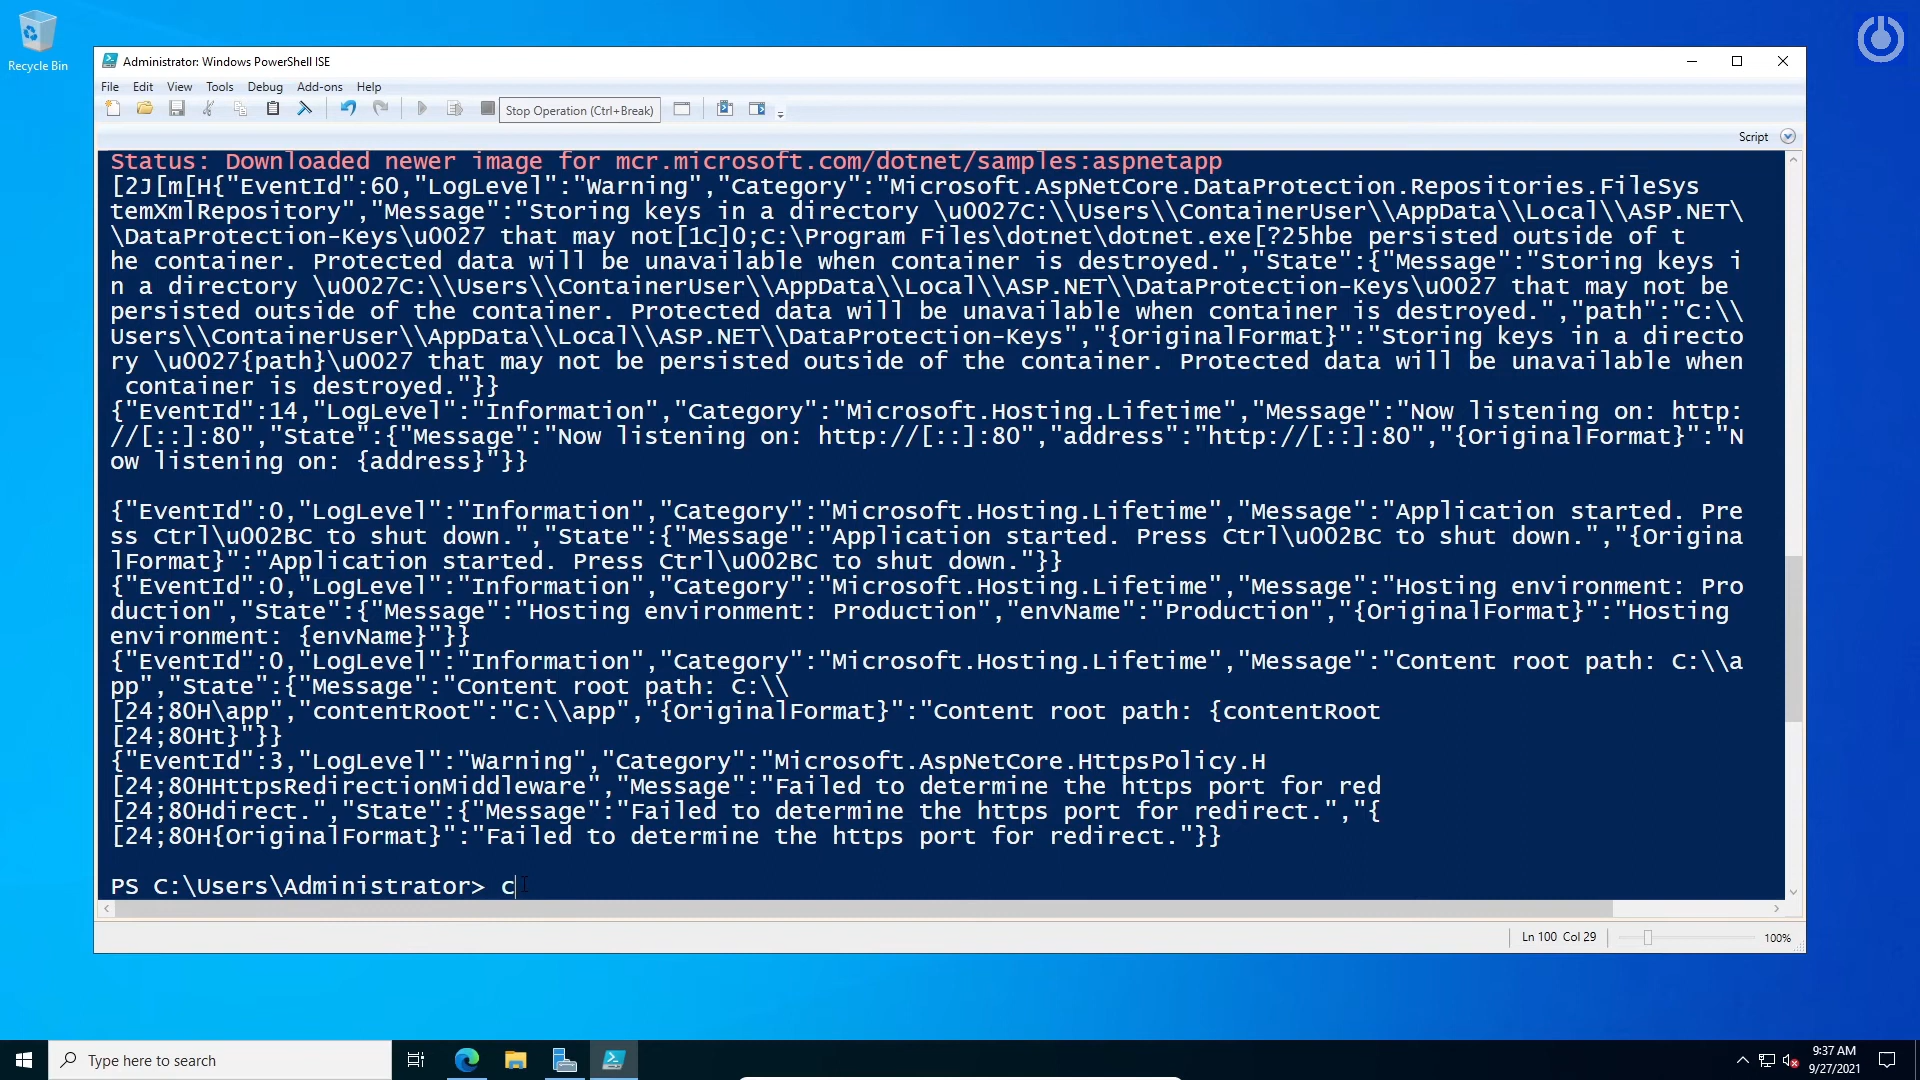 Recycle Bin
Administrator: Windows PowerShell ISE
File Edit View Tools Debug Add-ons Help
Stop Operation (Ctrl+Break)
Script
Status: Downloaded newer image for mcr.microsoft.com/dotnet/samples:aspnetapp
[2J[m[H{"EventId":60,"LogLevel":"Warning","Category":"Microsoft.AspNetCore.DataProtection.Repositories.FileSys
temXmlRepository","Message":"Storing keys in a directory \u0027C:\\Users\\ContainerUser\\AppData\\Local\\ASP.NET\
\DataProtection-Keys\u0027 that may not[1C]0;C:\Program Files\dotnet\dotnet.exe[?25hbe persisted outside of t
he container. Protected data will be unavailable when container is destroyed.","State":{"Message":"Storing keys i
n a directory \u0027C:\\Users\\ContainerUser\\AppData\\Local\\ASP.NET\\DataProtection-Keys\u0027 that may not be
persisted outside of the container. Protected data will be unavailable when container is destroyed.","path":"C:\\
Users\\ContainerUser\\AppData\\Local\\ASP.NET\\DataProtection-Keys","{OriginalFormat}":"Storing keys in a directo
ry \u0027{path}\u0027 that may not be persisted outside of the container. Protected data will be unavailable when
container is destroyed."}}
{"EventId":14,"LogLevel":"Information","Category":"Microsoft.Hosting.Lifetime","Message":"Now listening on: http:
//[::]:80","State":{"Message":"Now listening on: http://[::]:80","address":"http://[::]:80","{OriginalFormat}":"N
ow listening on: {address}"}}
{"EventId":0,"LogLevel":"Information","Category":"Microsoft.Hosting.Lifetime","Message":"Application started. Pre
ss Ctrl\u002BC to shut down.","State":{"Message":"Application started. Press Ctrl\u002BC to shut down.","{Origina
lFormat}":"Application started. Press Ctrl\u002BC to shut down."}}
{"EventId":0,"LogLevel":"Information","Category":"Microsoft.Hosting.Lifetime","Message":"Hosting environment: Pro
duction","State":{"Message":"Hosting environment: Production","envName":"Production","{OriginalFormat}":"Hosting
environment: {envName}"}}
{"EventId":0,"LogLevel":"Information","Category":"Microsoft.Hosting.Lifetime","Message":"Content root path: C:\\a
pp","State":{"Message":"Content root path: C:\\
[24;80H\app","contentRoot":"C:\\app","{OriginalFormat}":"Content root path: {contentRoot
[24;80Ht}"}}
{"EventId":3,"LogLevel":"Warning","Category":"Microsoft.AspNetCore.HttpsPolicy.H
[24;80HHttpsRedirectionMiddleware","Message":"Failed to determine the https port for red
[24;80Hdirect.","State":{"Message":"Failed to determine the https port for redirect.","{
[24;80H{OriginalFormat}":"Failed to determine the https port for redirect."}}
PS C:\Users\Administrator> c
Ln 100 Col 29
100%
Type here to search
9:37 AM
9/27/2021